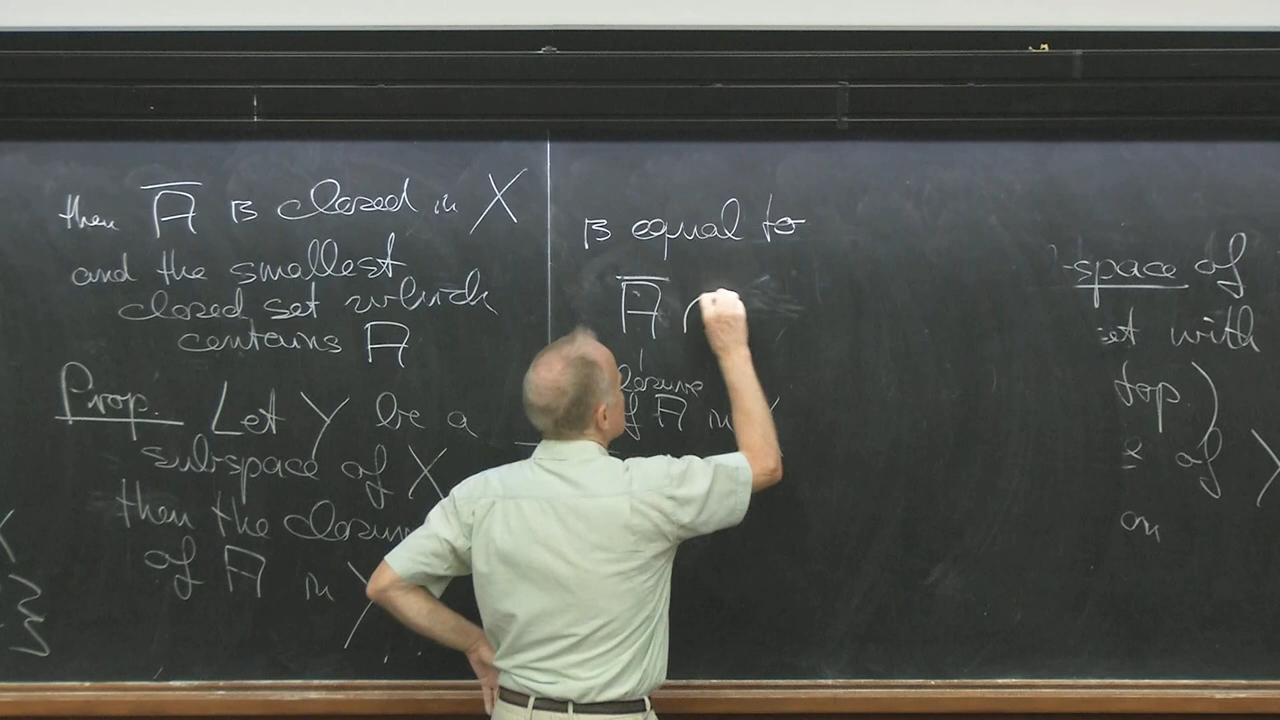 then A̅ is closed in X
and the smallest
closed set which
contains A
Prop. Let Y be a
subspace of X
then the closure
of A in Y
is equal to
A̅ ∩
closure
of A in
-space of
set with
top.)
of
on